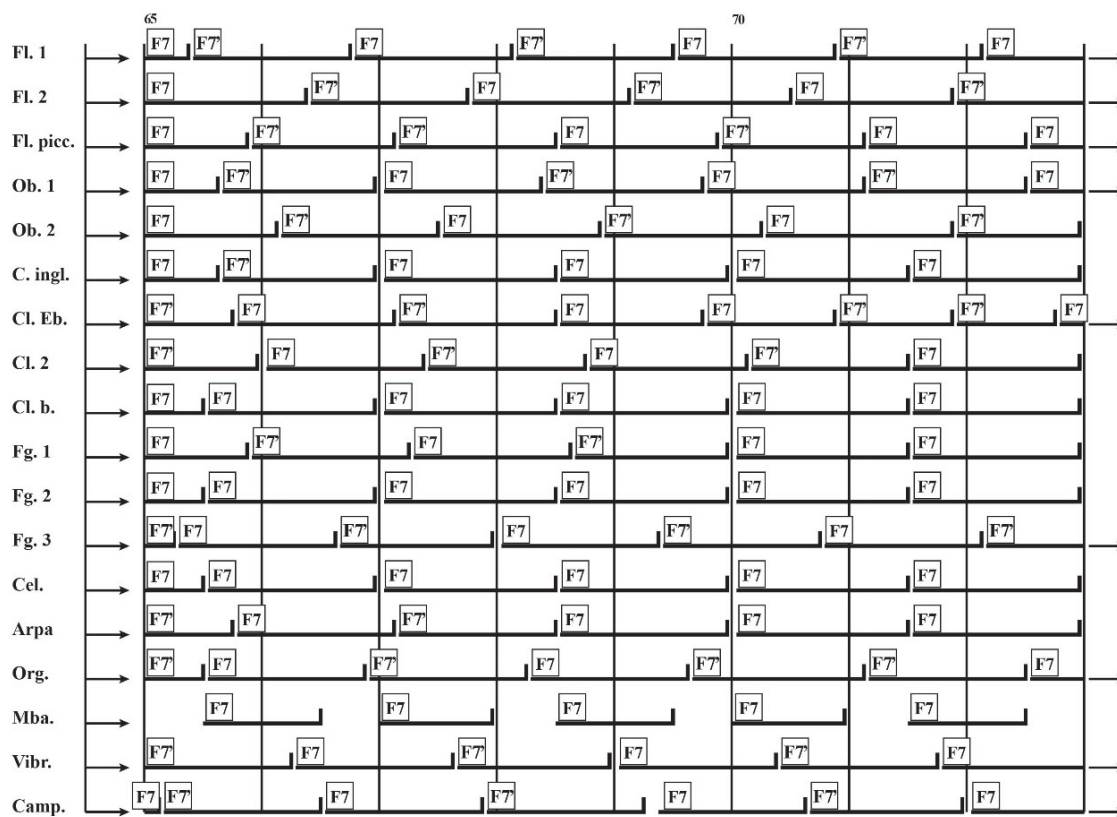 65 70
Fl. 1 F7 F7’ F7 F7’ F7 F7’ F7
Fl. 2 F7 F7’ F7 F7’ F7 F7’
Fl. picc. F7 F7’ F7’ F7 F7’ F7 F7
Ob. 1 F7 F7’ F7 F7’ F7 F7’ F7
Ob. 2 F7 F7’ F7 F7’ F7 F7’
C. ingl. F7 F7’ F7 F7 F7 F7
Cl. Eb. F7’ F7 F7’ F7 F7 F7’ F7’ F7
Cl. 2 F7’ F7 F7’ F7 F7’ F7
Cl. b. F7 F7 F7 F7 F7 F7
Fg. 1 F7 F7’ F7 F7’ F7 F7
Fg. 2 F7 F7 F7 F7 F7 F7
Fg. 3 F7’ F7 F7’ F7 F7’ F7 F7’
Cel. F7 F7 F7 F7 F7 F7
Arpa F7’ F7 F7’ F7 F7 F7
Org. F7’ F7 F7’ F7 F7’ F7’ F7
Mba. F7 F7 F7 F7 F7
Vibr. F7’ F7 F7’ F7 F7’ F7
Camp. F7 F7’ F7 F7’ F7 F7’ F7